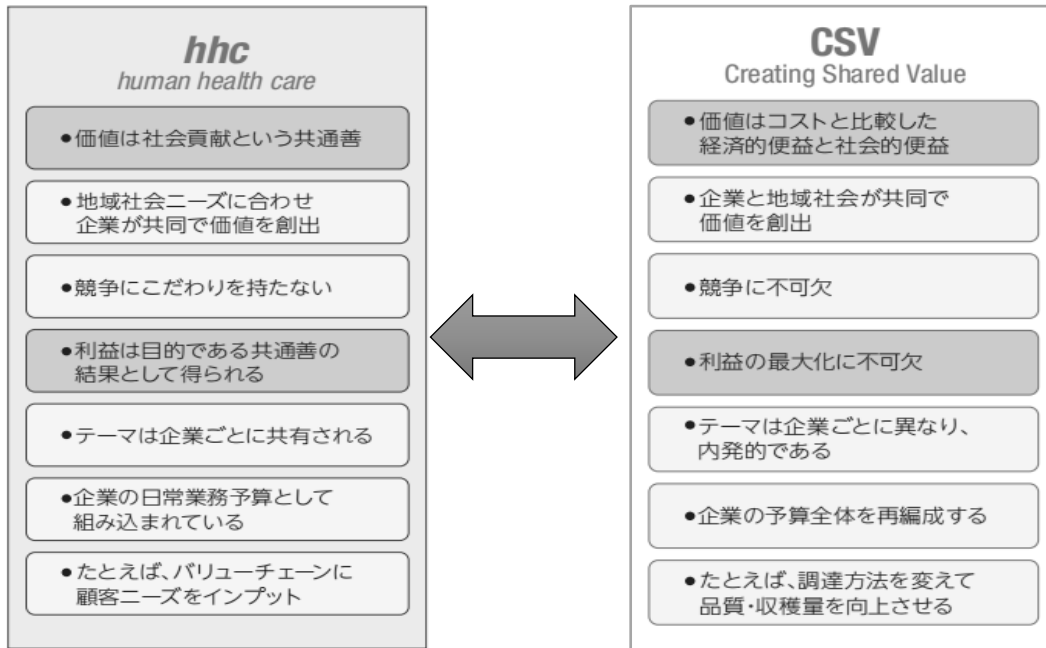 hhc
human health care
●価値は社会貢献という共通善
●地域社会ニーズに合わせ
企業が共同で価値を創出
●競争にこだわりを持たない
●利益は目的である共通善の
結果として得られる
●テーマは企業ごとに共有される
●企業の日常業務予算として
組み込まれている
●たとえば、バリューチェーンに
顧客ニーズをインプット
CSV
Creating Shared Value
●価値はコストと比較した
経済的便益と社会的便益
●企業と地域社会が共同で
価値を創出
●競争に不可欠
●利益の最大化に不可欠
●テーマは企業ごとに異なり、
内発的である
●企業の予算全体を再編成する
●たとえば、調達方法を変えて
品質・収穫量を向上させる